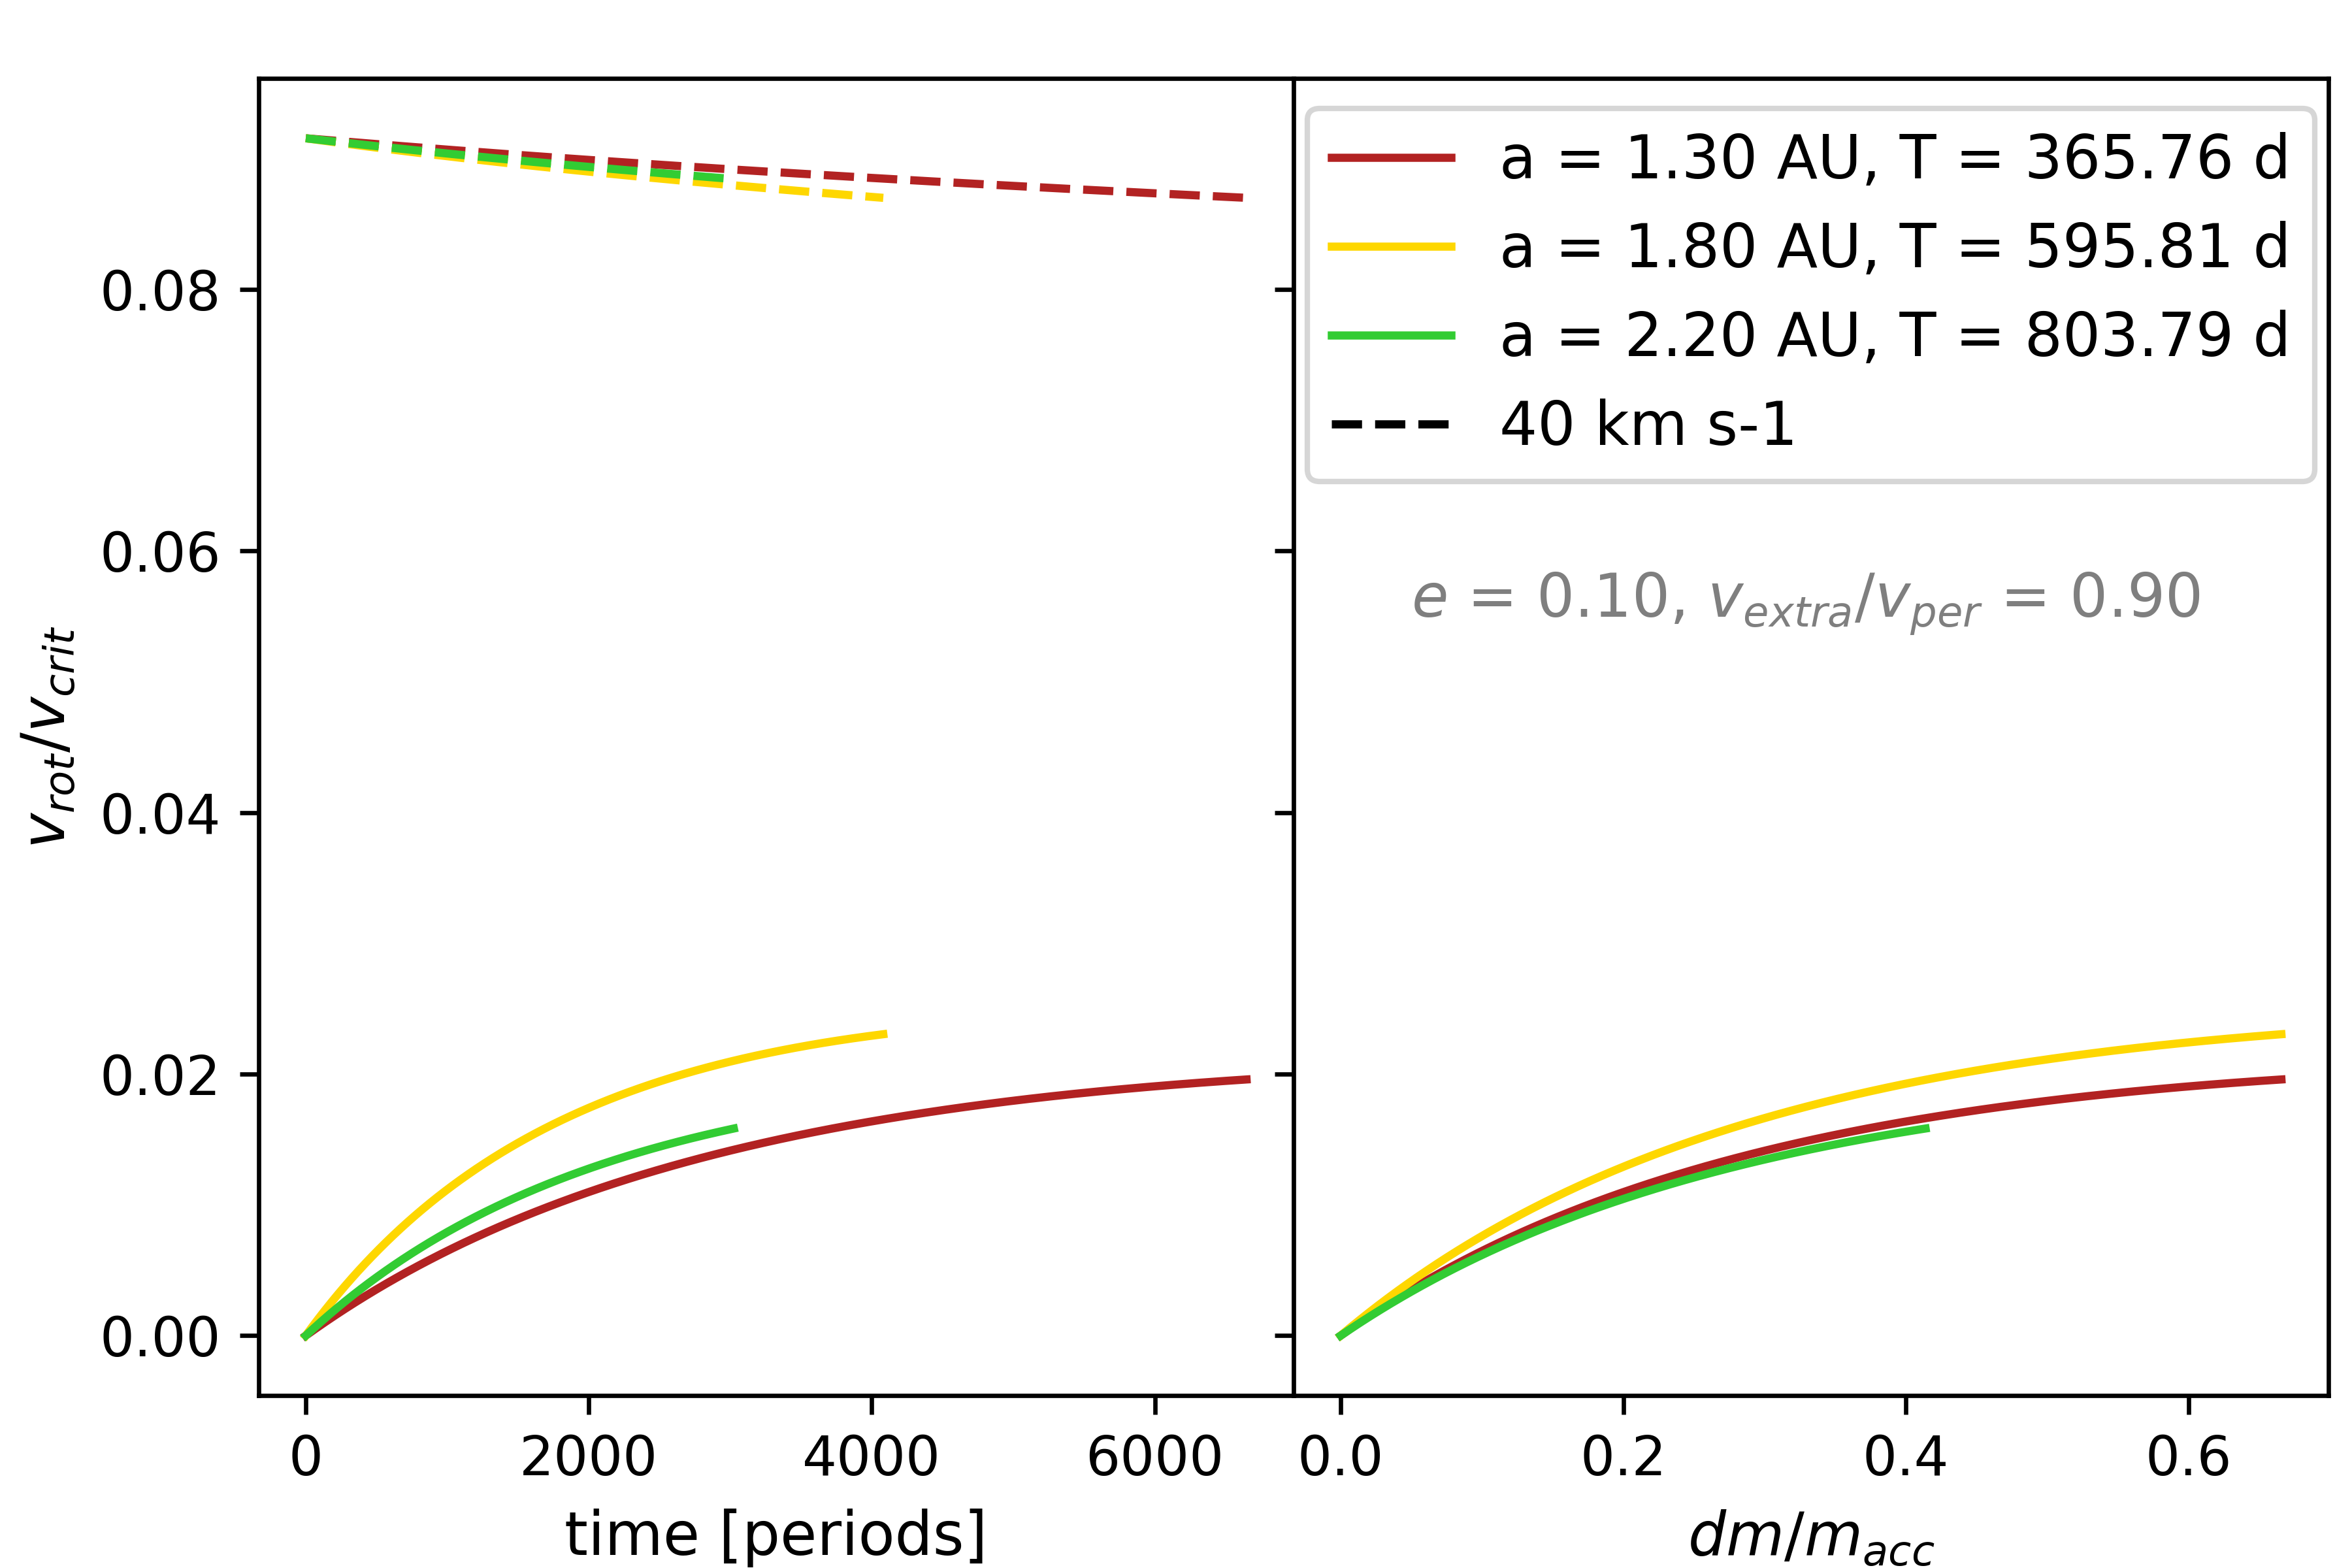 a = 1.30 AU, T = 365.76 d
a = 1.80 AU, T = 595.81 d
a = 2.20 AU, T = 803.79 d
40 km s-1
e = 0.10, v_extra/v_per = 0.90
v_rot/v_crit
0.08
0.06
0.04
0.02
0.00
0 2000 4000 6000
0.0 0.2 0.4 0.6
time [periods]
dm/m_acc